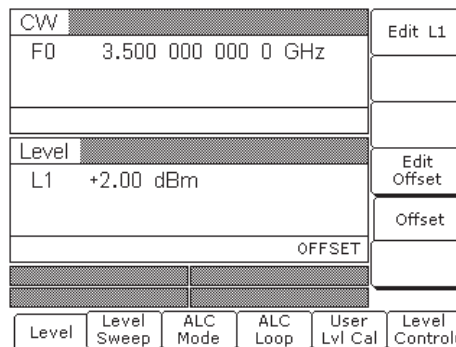 CW
F0 3.500 000 000 0 GHz
Level
L1 +2.00 dBm
OFFSET
Edit L1
Edit
Offset
Offset
Level
Level
Sweep
ALC
Mode
ALC
Loop
User
Lvl Cal
Level
Control